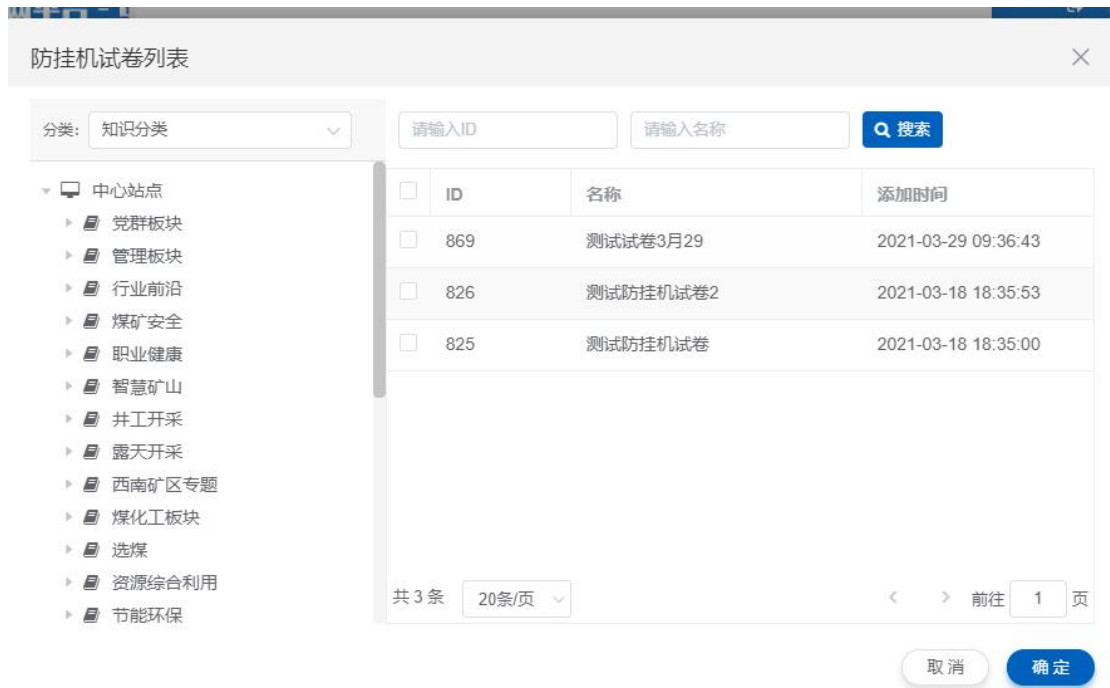 防挂机试卷列表
分类: 知识分类
请输入ID 请输入名称 搜索
中心站点
党群板块
管理板块
行业前沿
煤矿安全
职业健康
智慧矿山
井工开采
露天开采
西南矿区专题
煤化工板块
选煤
资源综合利用
节能环保
ID 名称 添加时间
869 测试试卷3月29 2021-03-29 09:36:43
826 测试防挂机试卷2 2021-03-18 18:35:53
825 测试防挂机试卷 2021-03-18 18:35:00
共 3 条 20条/页 前往 1 页
取消 确定